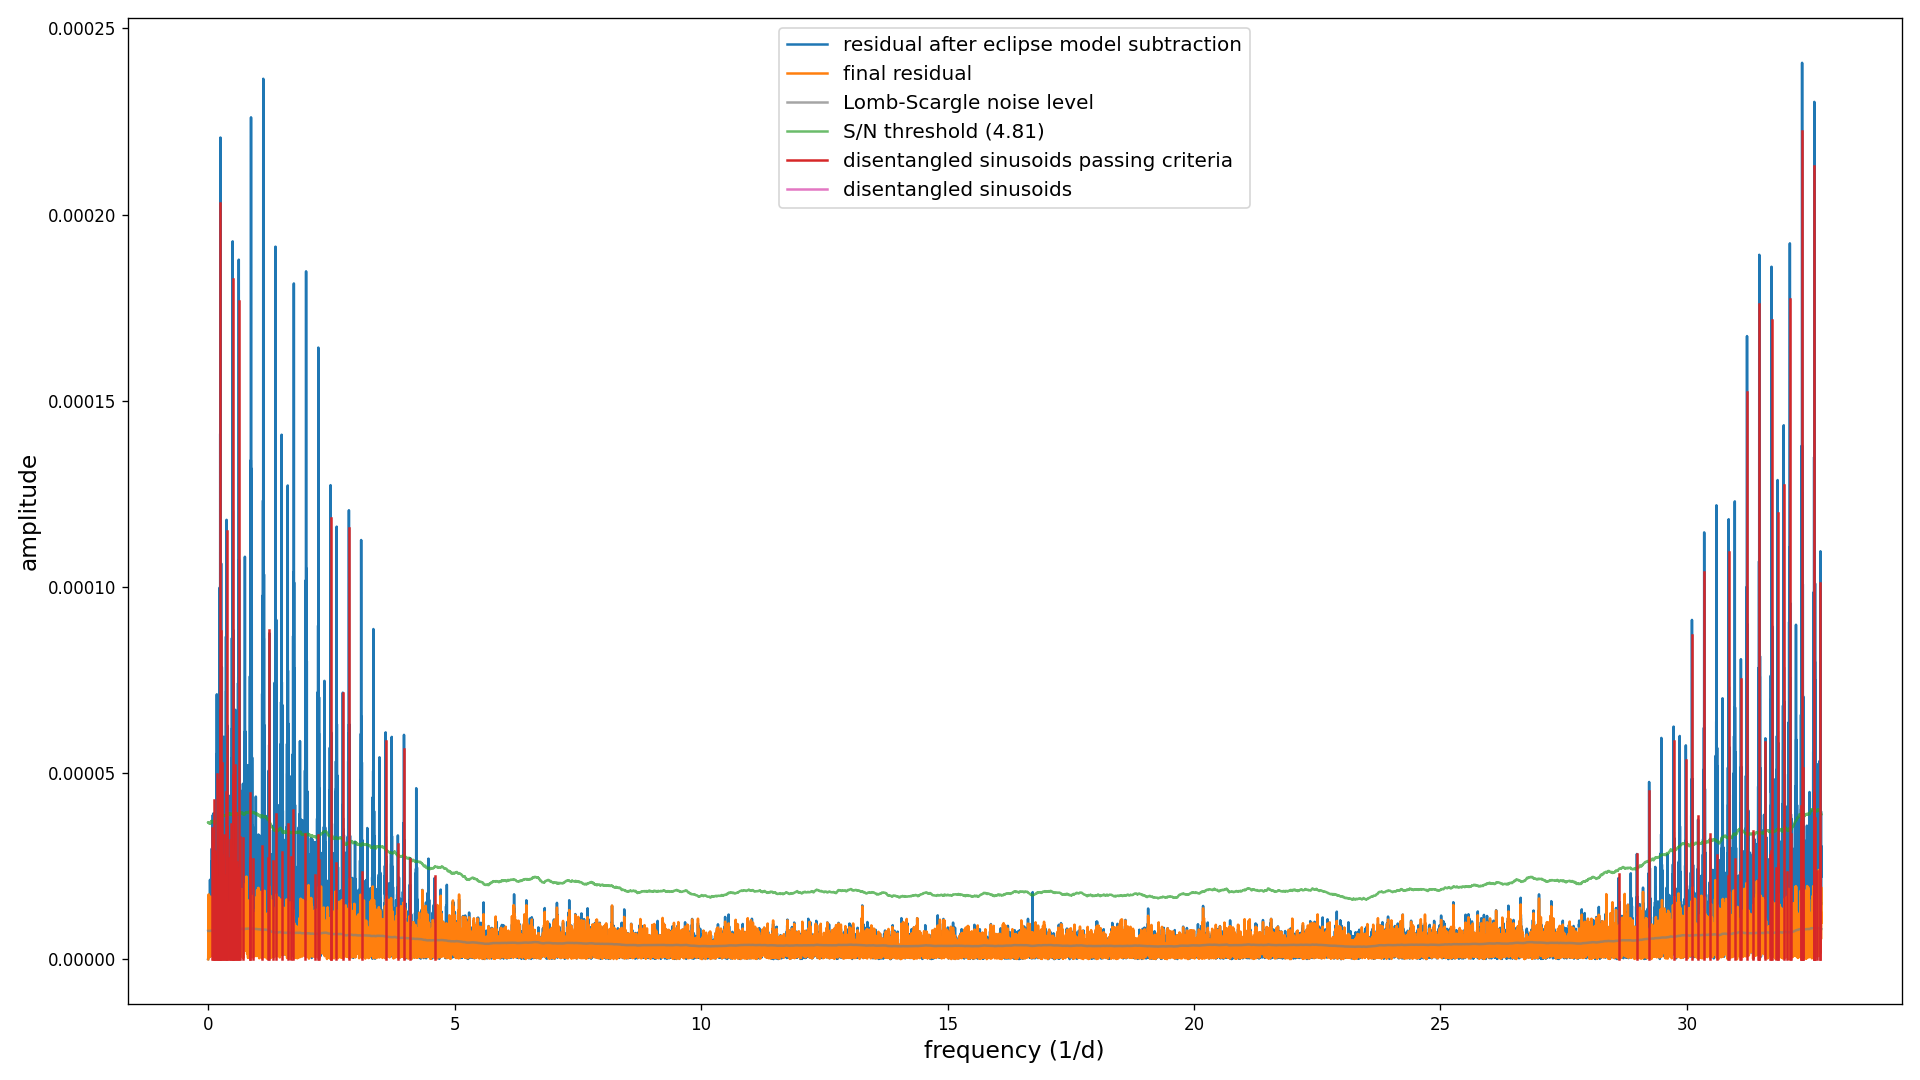 0.00025
0.00020
0.00015
0.00010
0.00005
0.00000
amplitude
residual after eclipse model subtraction
final residual
Lomb-Scargle noise level
S/N threshold (4.81)
disentangled sinusoids passing criteria
disentangled sinusoids
0 5 10 15 20 25 30
frequency (1/d)